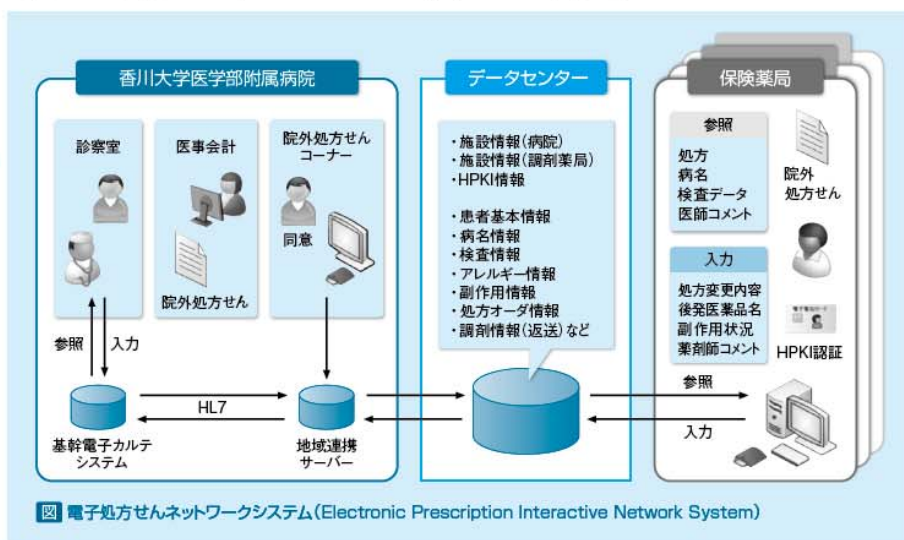 香川大学医学部附属病院
診察室
医事会計
院外処方せん
コーナー
同意
院外処方せん
参照
入力
HL7
基幹電子カルテ
システム
地域連携
サーバー
データセンター
・施設情報(病院)
・施設情報(調剤薬局)
・HPKI情報
・患者基本情報
・病名情報
・検査情報
・アレルギー情報
・副作用情報
・処方オーダ情報
・調剤情報(返送)など
保険薬局
参照
処方
病名
検査データ
医師コメント
院外
処方せん
入力
処方変更内容
後発医薬品名
副作用状況
薬剤師コメント
HPKI認証
参照
入力
図 電子処方せんネットワークシステム(Electronic Prescription Interactive Network System)